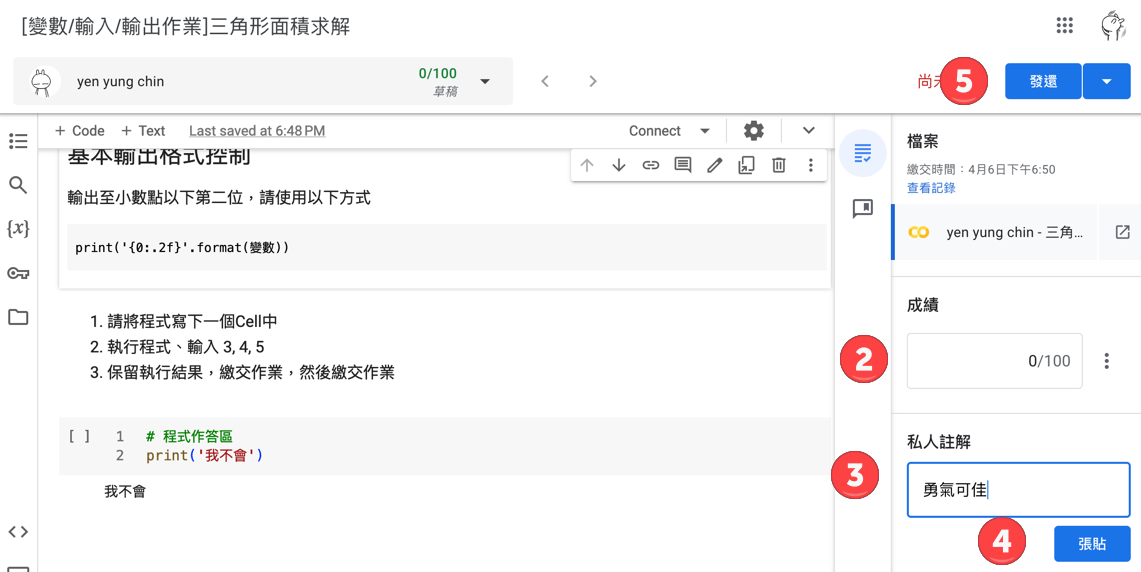 [變數/輸入/輸出作業]三角形面積求解
yen yung chin
0/100
草稿
尚
5
發還
+ Code + Text Last saved at 6:48 PM
Connect
基本輸出格式控制
輸出至小數點以下第二位，請使用以下方式
print('{0:.2f}'.format(變數))
1. 請將程式寫下一個Cell中
2. 執行程式、輸入 3, 4, 5
3. 保留執行結果，繳交作業，然後繳交作業
[ ] 1 # 程式作答區
2 print('我不會')
我不會
{x}
檔案
繳交時間：4月6日下午6:50
查看記錄
yen yung chin - 三角...
成績
2
0/100
私人註解
3
勇氣可佳
4
張貼